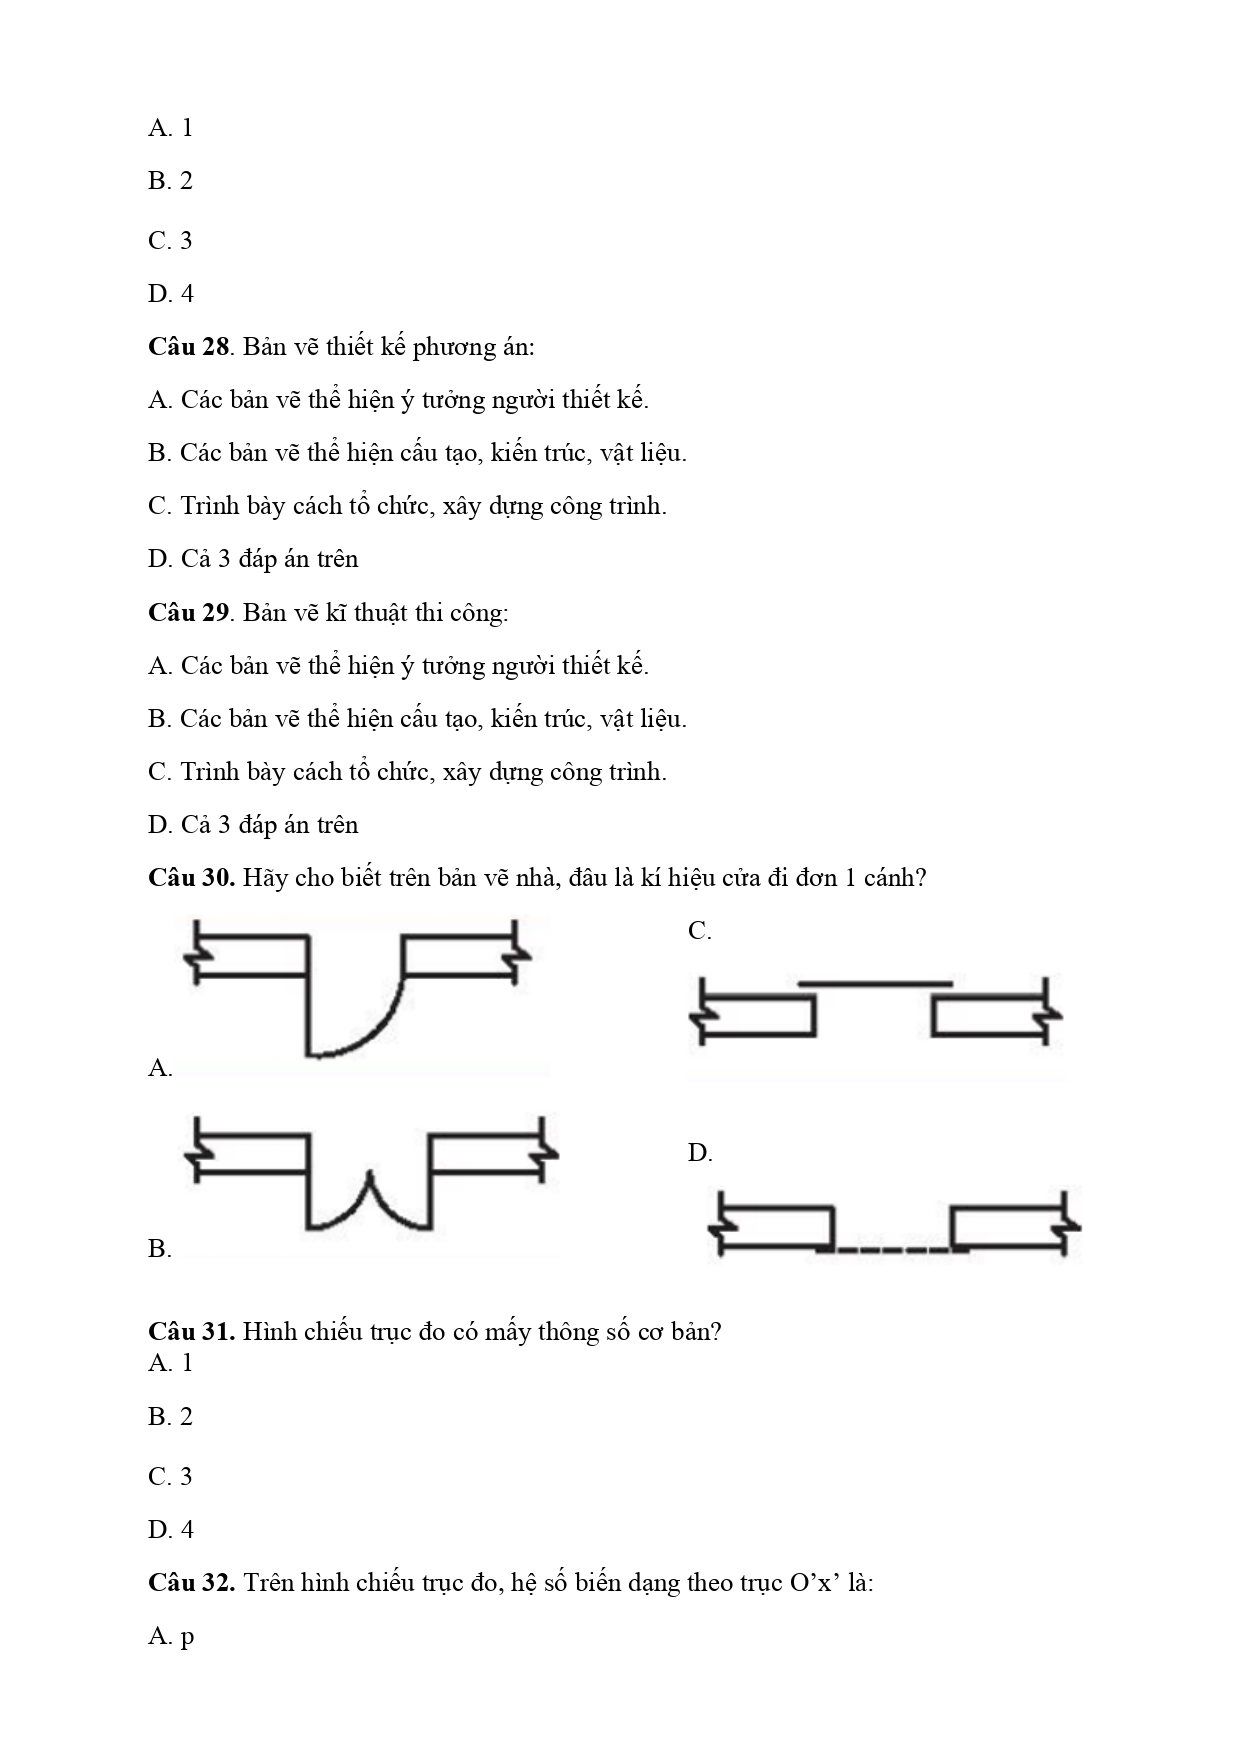 A. 1
B. 2
C. 3
D. 4
Câu 28. Bản vẽ thiết kế phương án:
A. Các bản vẽ thể hiện ý tưởng người thiết kế.
B. Các bản vẽ thể hiện cấu tạo, kiến trúc, vật liệu.
C. Trình bày cách tổ chức, xây dựng công trình.
D. Cả 3 đáp án trên
Câu 29. Bản vẽ kĩ thuật thi công:
A. Các bản vẽ thể hiện ý tưởng người thiết kế.
B. Các bản vẽ thể hiện cấu tạo, kiến trúc, vật liệu.
C. Trình bày cách tổ chức, xây dựng công trình.
D. Cả 3 đáp án trên
Câu 30. Hãy cho biết trên bản vẽ nhà, đâu là kí hiệu cửa đi đơn 1 cánh?
A.
B.
C.
D.
Câu 31. Hình chiếu trục đo có mấy thông số cơ bản?
A. 1
B. 2
C. 3
D. 4
Câu 32. Trên hình chiếu trục đo, hệ số biến dạng theo trục O’x’ là:
A. p